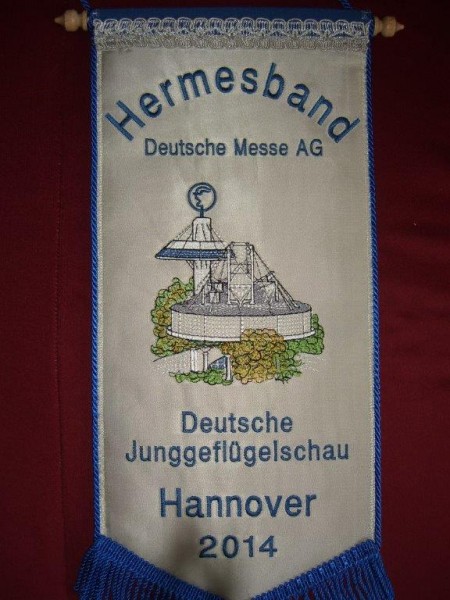 Hermesband
Deutsche Messe AG
Deutsche
Junggeflügelschau
Hannover
2014